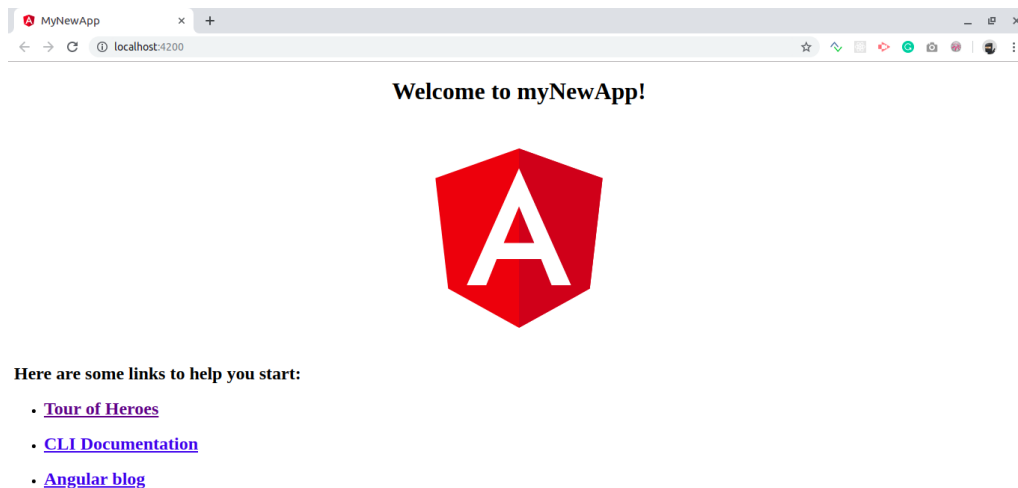 MyNewApp
localhost:4200
Welcome to myNewApp!
A
Here are some links to help you start:
Tour of Heroes
CLI Documentation
Angular blog